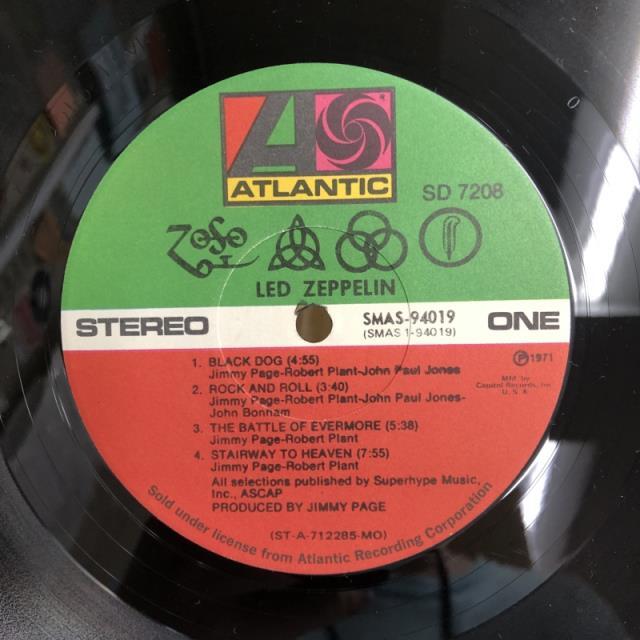 ATLANTIC
SD 7208
LED ZEPPELIN
STEREO
SMAS-94019
(SMAS 1-94019)
ONE
1. BLACK DOG (4:55)
Jimmy Page-Robert Plant-John Paul Jones
2. ROCK AND ROLL (3:40)
Jimmy Page-Robert Plant-John Paul Jones-
John Bonham
3. THE BATTLE OF EVERMORE (5:38)
Jimmy Page-Robert Plant
4. STAIRWAY TO HEAVEN (7:55)
Jimmy Page-Robert Plant
All selections published by Superhype Music,
Inc., ASCAP
PRODUCED BY JIMMY PAGE
℗1971
Mfd. by
Capitol Records, Inc
U. S. A.
(ST-A-712285-MO)
Sold under license from Atlantic Recording Corporation